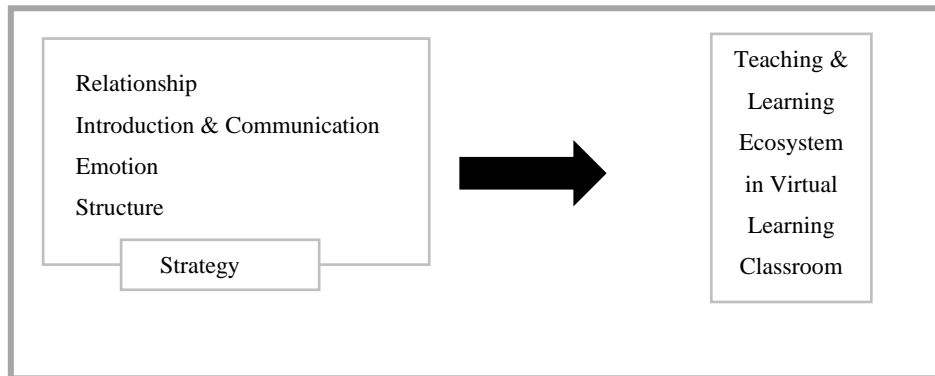 Relationship
Introduction & Communication
Emotion
Structure
Strategy
Teaching &
Learning
Ecosystem
in Virtual
Learning
Classroom